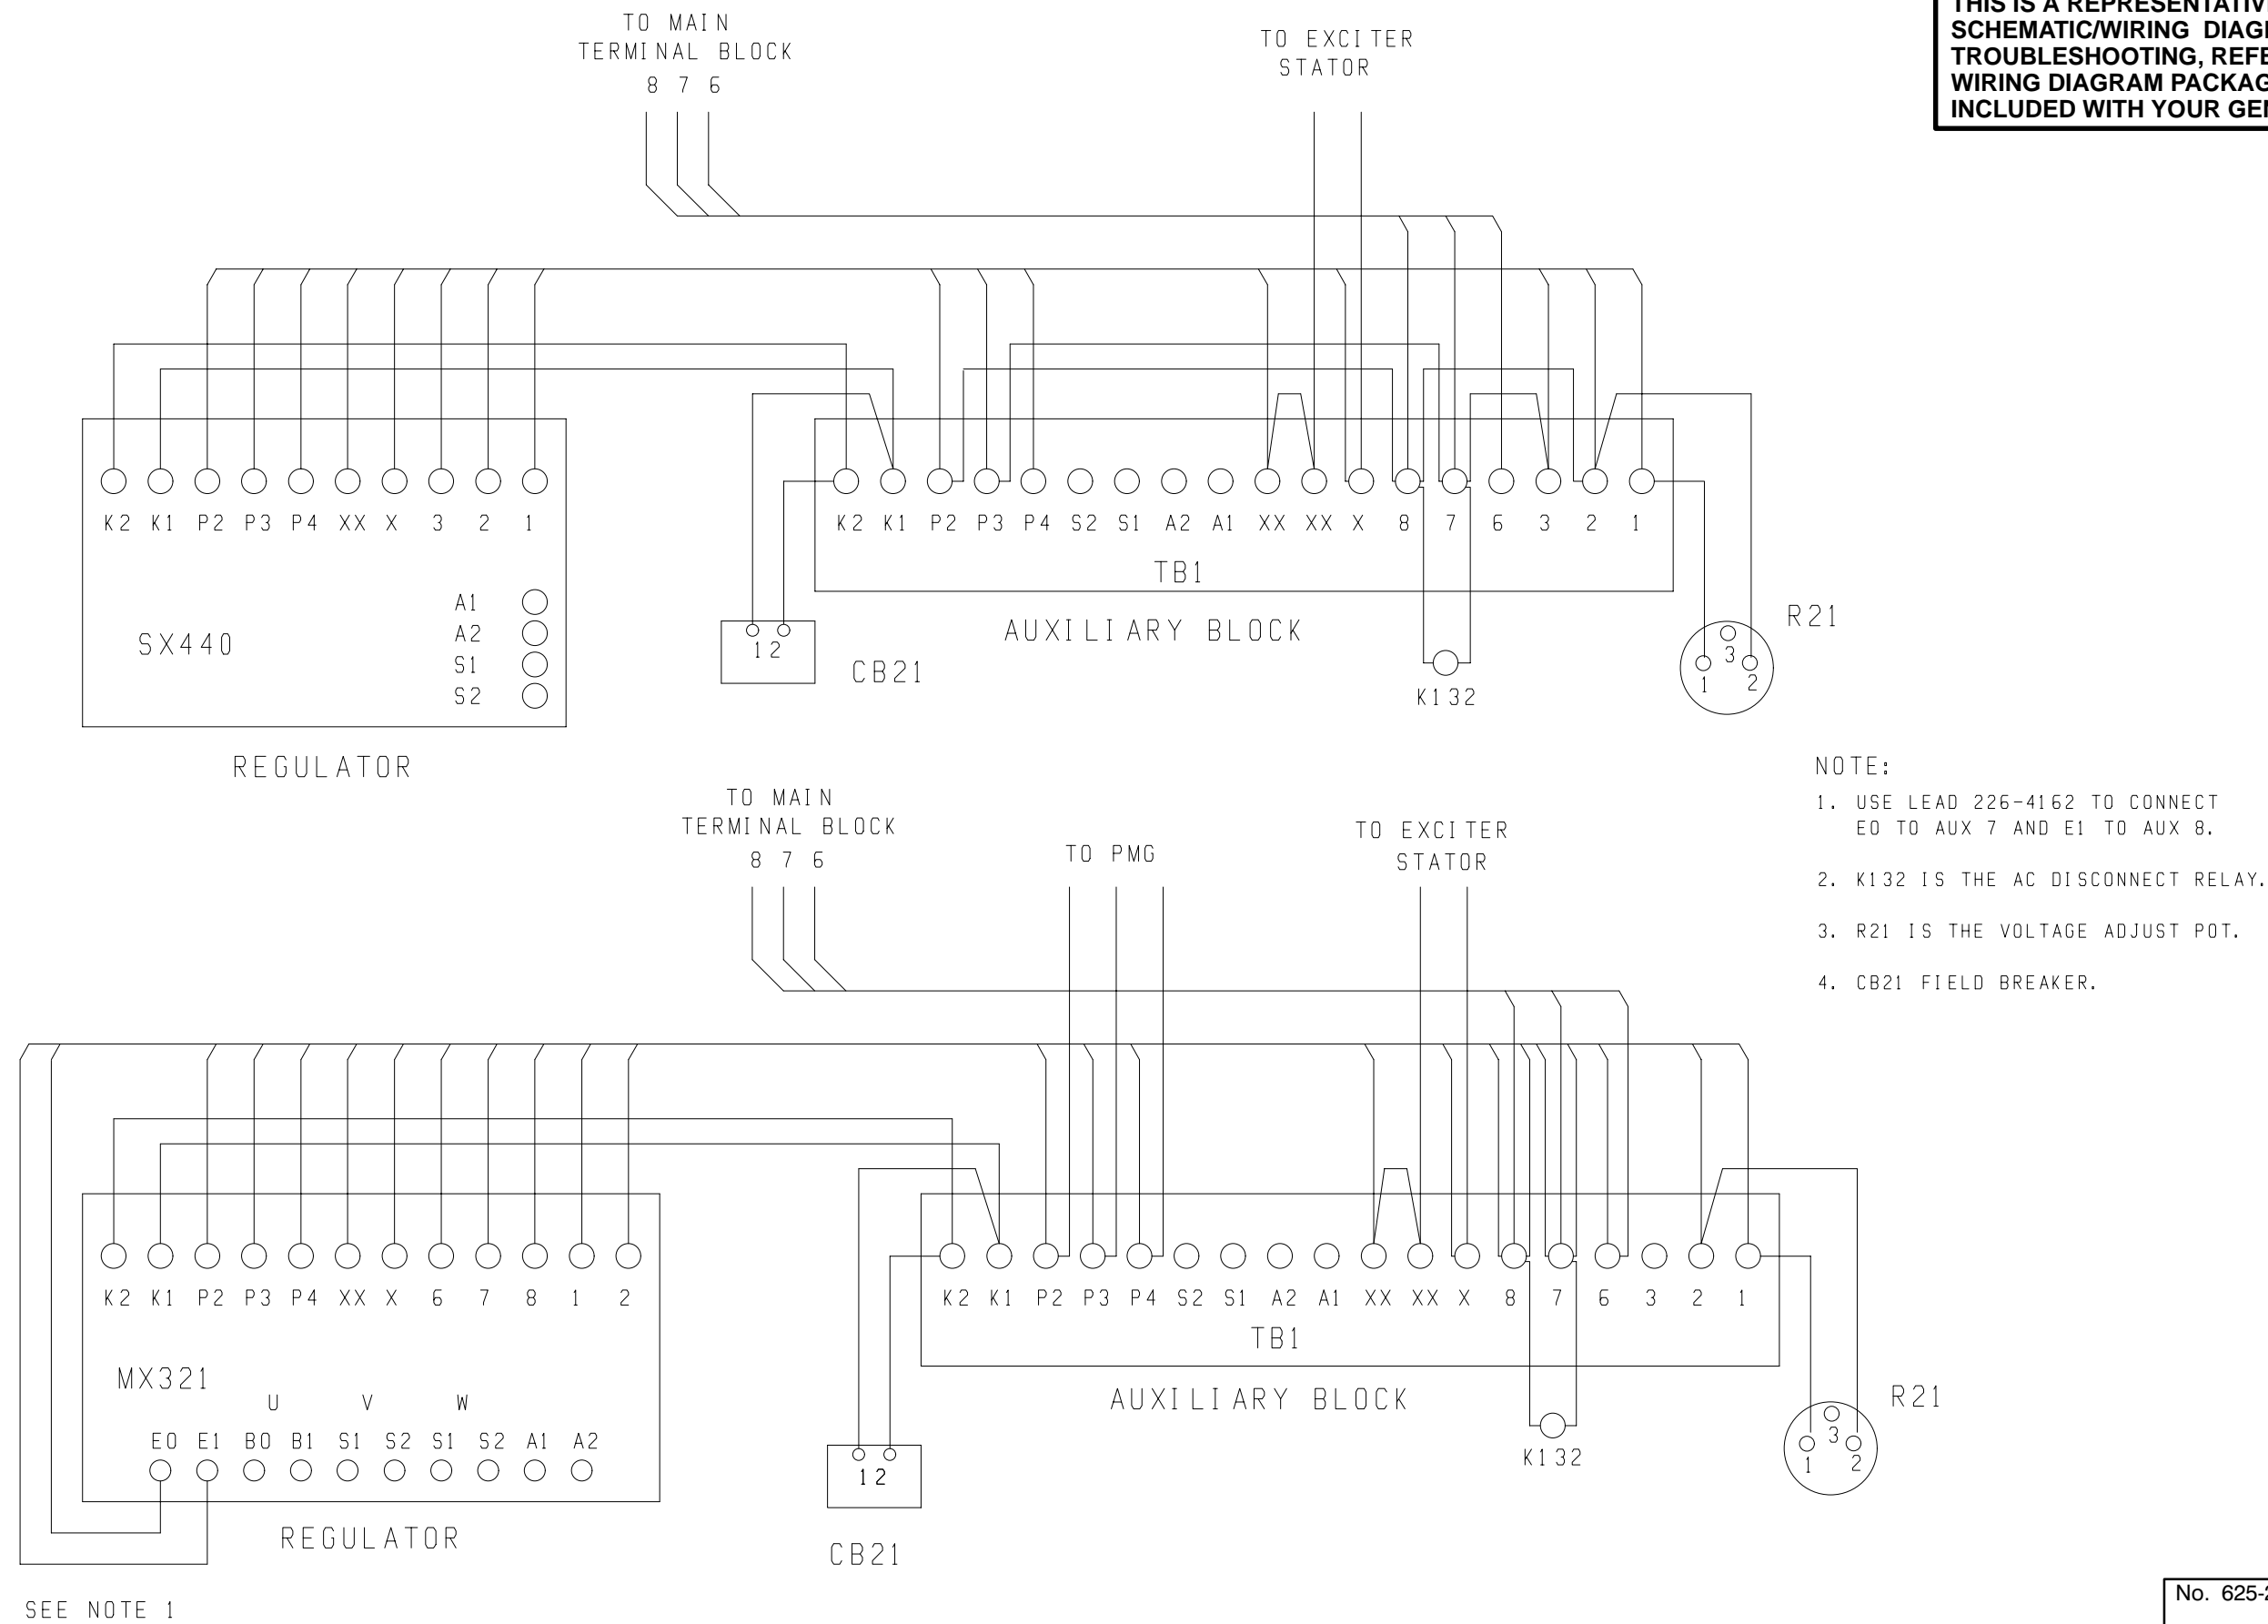 THIS IS A REPRESENTATIVE
SCHEMATIC/WIRING DIAG
TROUBLESHOOTING, REFE
WIRING DIAGRAM PACKAG
INCLUDED WITH YOUR GE
TO MAIN
TERMINAL BLOCK
8 7 6
TO EXCITER
STATOR
K2 K1 P2 P3 P4 XX X 3 2 1
K2 K1 P2 P3 P4 S2 S1 A2 A1 XX XX X 8 7 6 3 2 1
TB1
A1
A2
S1
S2
SX440
1 2
CB21
AUXILIARY BLOCK
K132
R21
3
1 2
REGULATOR
NOTE:
1. USE LEAD 226-4162 TO CONNECT
E0 TO AUX 7 AND E1 TO AUX 8.
2. K132 IS THE AC DISCONNECT RELAY.
3. R21 IS THE VOLTAGE ADJUST POT.
4. CB21 FIELD BREAKER.
TO MAIN
TERMINAL BLOCK
8 7 6
TO PMG
TO EXCITER
STATOR
K2 K1 P2 P3 P4 XX X 6 7 8 1 2
K2 K1 P2 P3 P4 S2 S1 A2 A1 XX XX X 8 7 6 3 2 1
TB1
MX321
U V W
E0 E1 B0 B1 S1 S2 S1 S2 A1 A2
AUXILIARY BLOCK
1 2
CB21
K132
R21
3
1 2
REGULATOR
SEE NOTE 1
No. 625-2